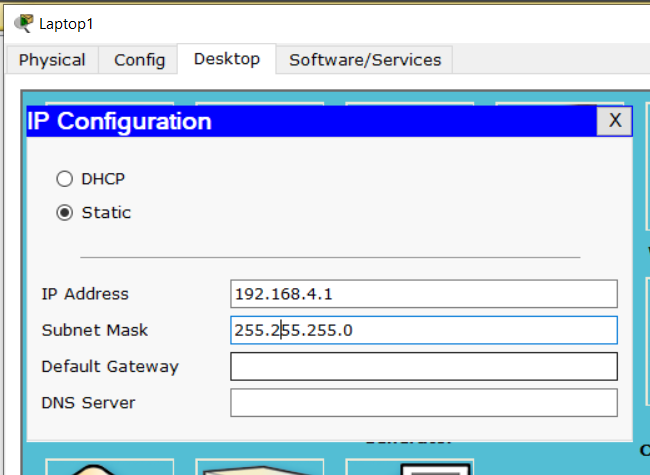 Laptop1
Physical Config Desktop Software/Services
IP Configuration X
DHCP
Static
IP Address 192.168.4.1
Subnet Mask 255.255.255.0
Default Gateway
DNS Server